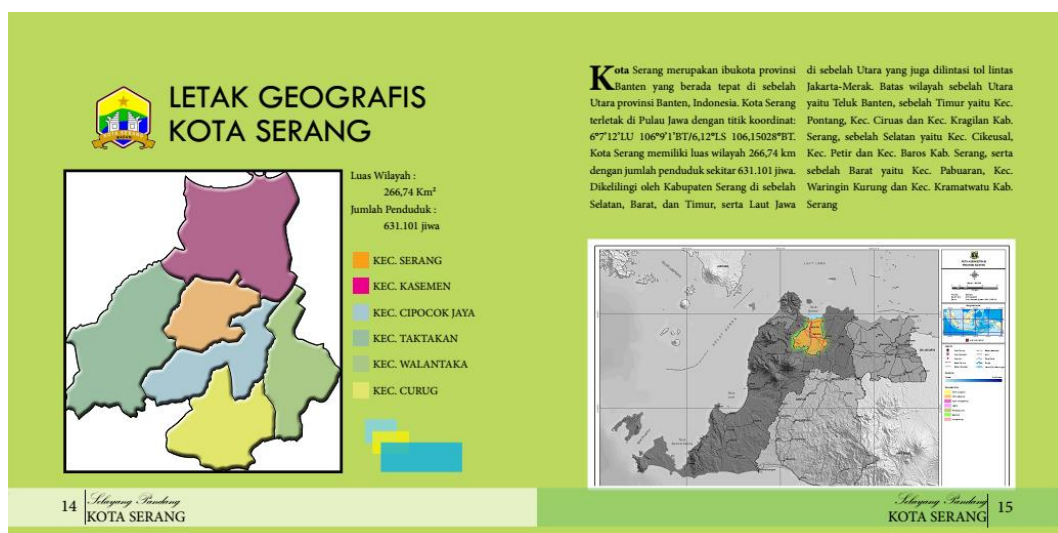 LETAK GEOGRAFIS
KOTA SERANG
Luas Wilayah :
266,74 Km²
Jumlah Penduduk :
631.101 jiwa
KEC. SERANG
KEC. KASEMEN
KEC. CIPOCOK JAYA
KEC. TAKTAKAN
KEC. WALANTAKA
KEC. CURUG
14
Selayang Pandang
KOTA SERANG
Kota Serang merupakan ibukota provinsi
Banten yang berada tepat di sebelah
Utara provinsi Banten, Indonesia. Kota Serang
terletak di Pulau Jawa dengan titik koordinat:
6°7'12'LU 106°9'1'BT/6,12°LS 106,15028°BT.
Kota Serang memiliki luas wilayah 266,74 km
dengan jumlah penduduk sekitar 631.101 jiwa.
Dikelilingi oleh Kabupaten Serang di sebelah
Selatan, Barat, dan Timur, serta Laut Jawa
di sebelah Utara yang juga dilintasi tol lintas
Jakarta-Merak. Batas wilayah sebelah Utara
yaitu Teluk Banten, sebelah Timur yaitu Kec.
Pontang, Kec. Ciruas dan Kec. Kragilan Kab.
Serang, sebelah Selatan yaitu Kec. Cikeusal,
Kec. Petir dan Kec. Baros Kab. Serang, serta
sebelah Barat yaitu Kec. Pabuaran, Kec.
Waringin Kurung dan Kec. Kramatwatu Kab.
Serang
Selayang Pandang
KOTA SERANG
15